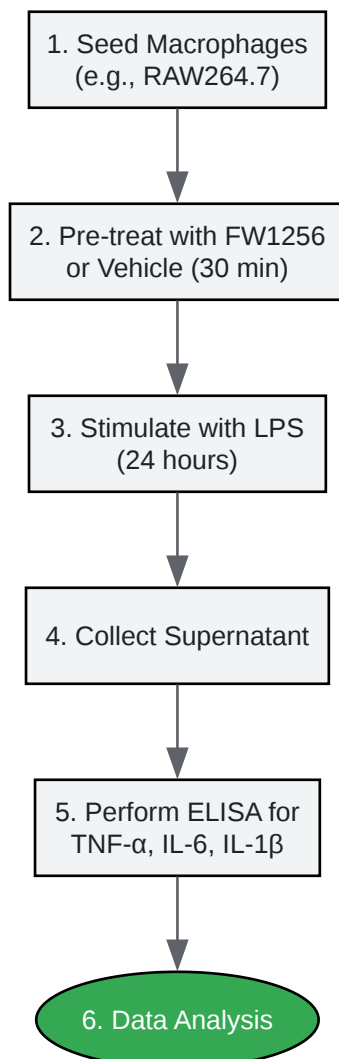 1. Seed Macrophages
(e.g., RAW264.7)
2. Pre-treat with FW1256
or Vehicle (30 min)
3. Stimulate with LPS
(24 hours)
4. Collect Supernatant
5. Perform ELISA for
TNF-α, IL-6, IL-1β
6. Data Analysis